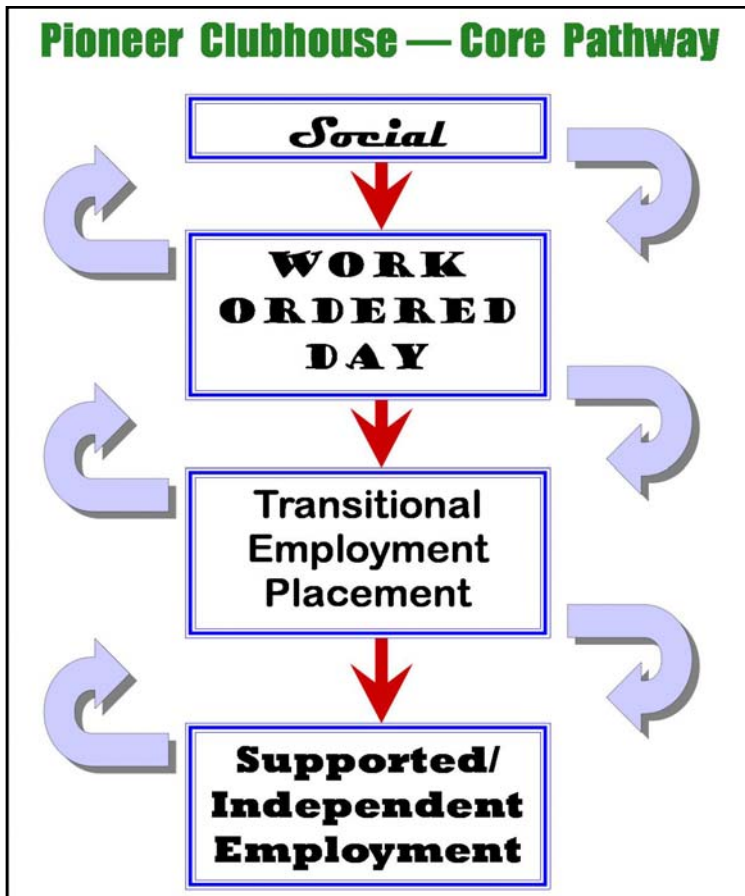 Pioneer Clubhouse — Core Pathway
Social
WORK
ORDERED
DAY
Transitional
Employment
Placement
Supported/
Independent
Employment